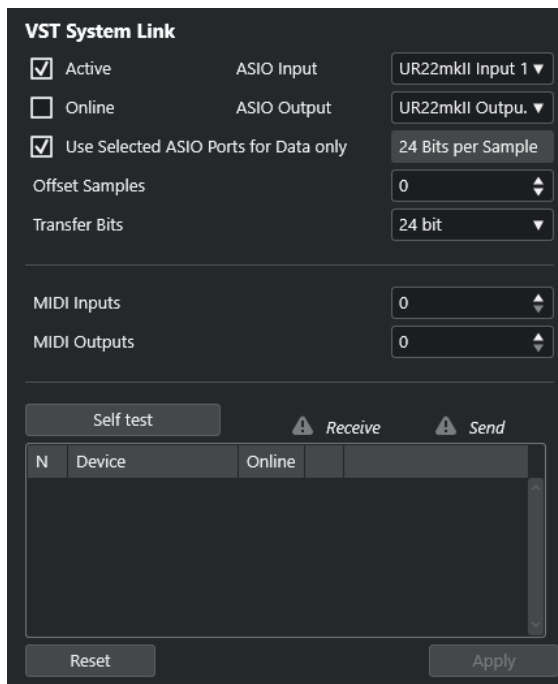 VST System Link
Active ASIO Input UR22mkII Input 1
Online ASIO Output UR22mkII Outpu.
Use Selected ASIO Ports for Data only 24 Bits per Sample
Offset Samples 0
Transfer Bits 24 bit
MIDI Inputs 0
MIDI Outputs 0
Self test Receive Send
N Device Online
Reset Apply